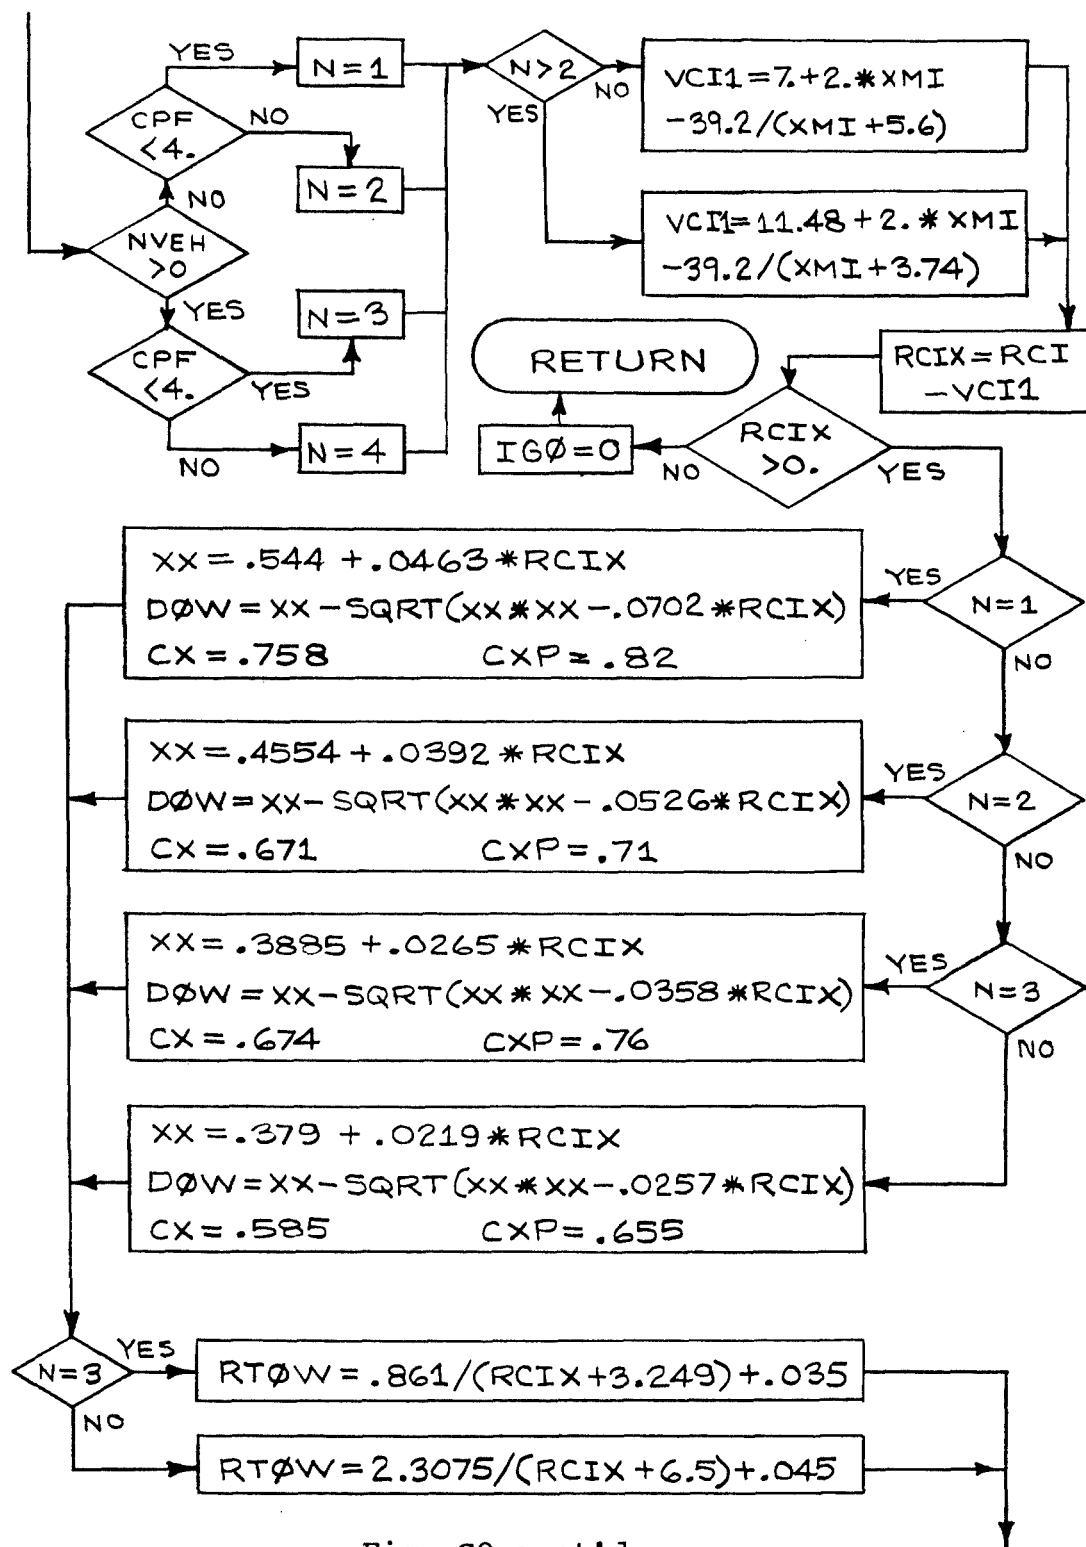 YES
N=1
N>2
NO
YES
VCI1=7.+2.*XMI
-39.2/(XMI+5.6)
CPF
<4.
NO
N=2
NO
NVEH
>0
VCI1=11.48+2.*XMI
-39.2/(XMI+3.74)
YES
N=3
CPF
<4.
YES
RETURN
RCIX=RCI
-VCI1
NO
N=4
IGØ=0
NO
RCIX
>0.
YES
XX=.544+.0463*RCIX
DØW=XX-SQRT(XX*XX-.0702*RCIX)
CX=.758 CXP=.82
YES
N=1
NO
XX=.4554+.0392*RCIX
DØW=XX-SQRT(XX*XX-.0526*RCIX)
CX=.671 CXP=.71
YES
N=2
NO
XX=.3885+.0265*RCIX
DØW=XX-SQRT(XX*XX-.0358*RCIX)
CX=.674 CXP=.76
YES
N=3
NO
XX=.379+.0219*RCIX
DØW=XX-SQRT(XX*XX-.0257*RCIX)
CX=.585 CXP=.655
N=3
YES
RTØW=.861/(RCIX+3.249)+.035
NO
RTØW=2.3075/(RCIX+6.5)+.045